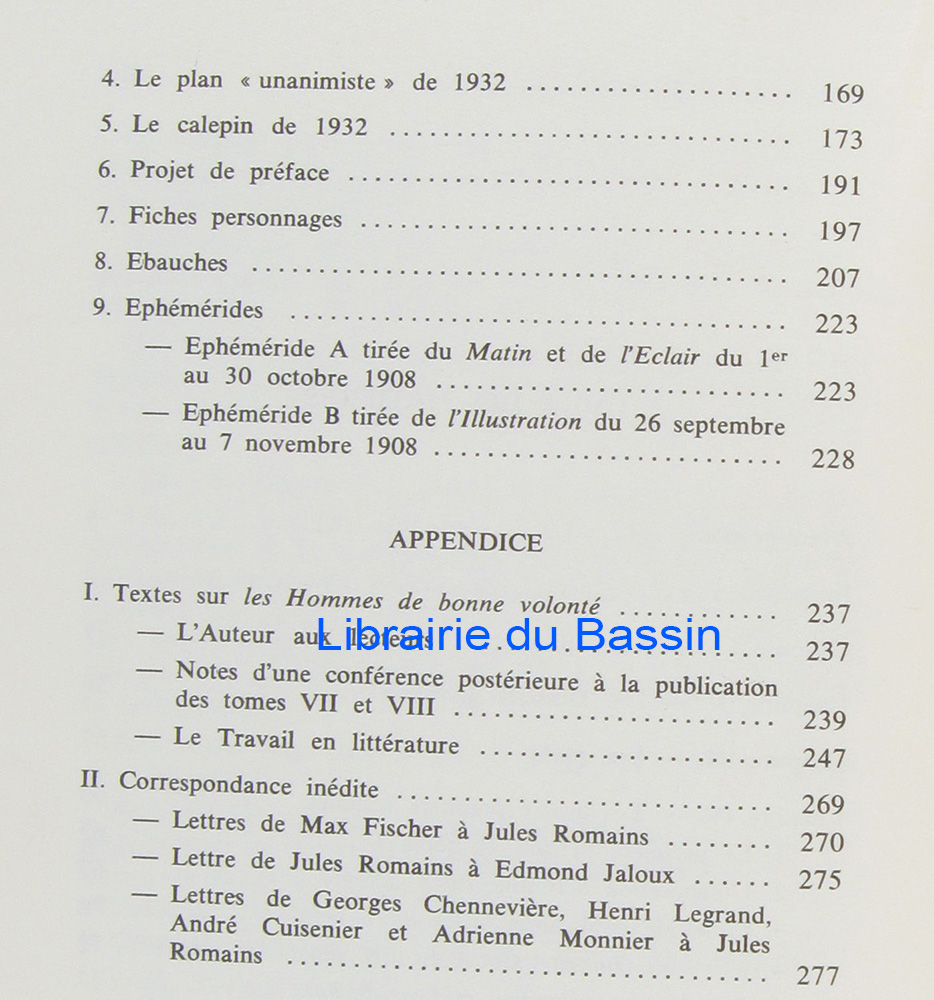 4. Le plan « unanimiste » de 1932 .................... 169
5. Le calepin de 1932 .............................. 173
6. Projet de préface ................................. 191
7. Fiches personnages ................................ 197
8. Ebauches ........................................ 207
9. Ephémérides ..................................... 223
— Ephéméride A tirée du Matin et de l'Eclair du 1er
au 30 octobre 1908 .......................... 223
— Ephéméride B tirée de l'Illustration du 26 septembre
au 7 novembre 1908 .......................... 228
APPENDICE
I. Textes sur les Hommes de bonne volonté ............ 237
— L'Auteur aux lecteurs ...................... 237
Librairie du Bassin
— Notes d'une conférence postérieure à la publication
des tomes VII et VIII ........................ 239
— Le Travail en littérature ...................... 247
II. Correspondance inédite ............................ 269
— Lettres de Max Fischer à Jules Romains ........ 270
— Lettre de Jules Romains à Edmond Jaloux ...... 275
— Lettres de Georges Chennevière, Henri Legrand,
André Cuisenier et Adrienne Monnier à Jules
Romains .................................... 277